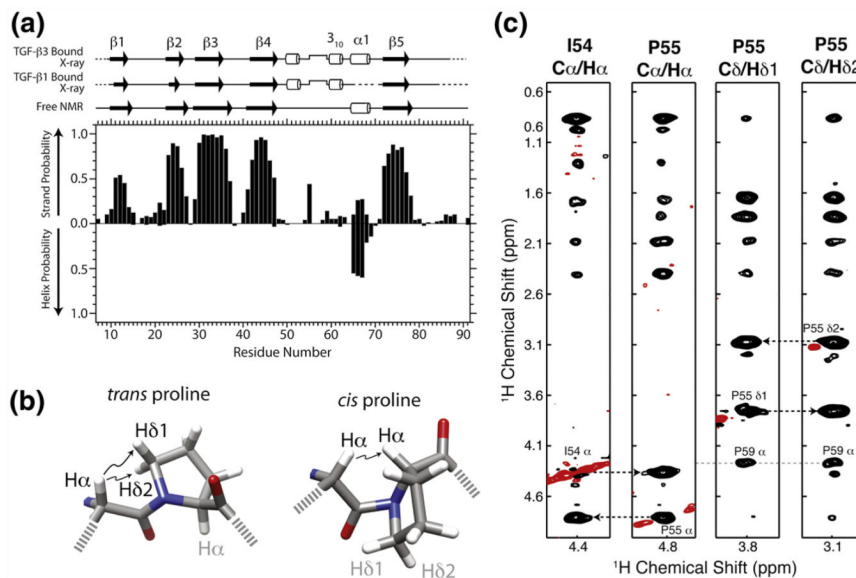 (a)
β1 β2 β3 β4 3₁₀ α1 β5
TGF-β3 Bound
X-ray
TGF-β1 Bound
X-ray
Free NMR
Strand Probability
Helix Probability
1.0
0.5
0.0
0.5
1.0
10 20 30 40 50 60 70 80 90
Residue Number
(b)
trans proline
Hδ1
Hα
Hδ2
Hα
cis proline
Hα
Hα
Hδ1
Hδ2
(c)
I54 P55 P55 P55
Cα/Hα Cα/Hα Cδ/Hδ1 Cδ/Hδ2
0.6
0.6
1.6
2.1
2.6
3.1
3.6
4.1
4.6
¹H Chemical Shift (ppm)
P55 δ2
P55 δ1
I54 α
P59 α
P59 α
P55 α
4.4 4.8 3.8 3.1
¹H Chemical Shift (ppm)